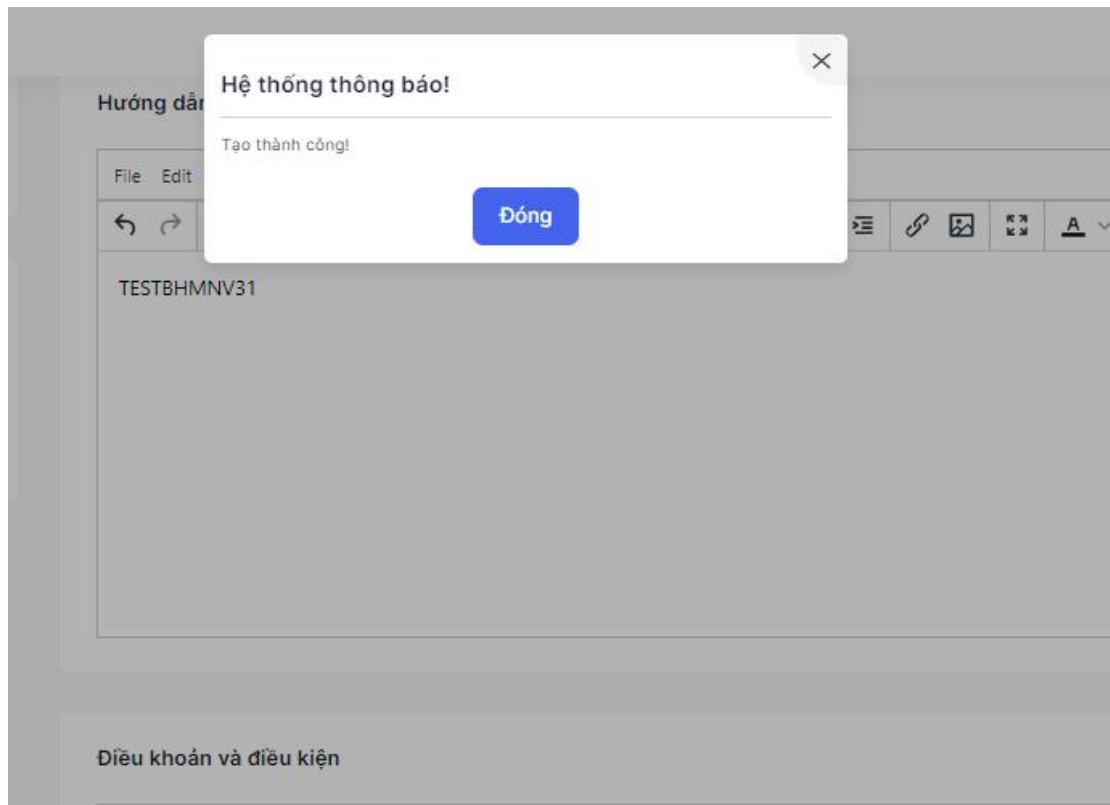 Hệ thống thông báo!
Tạo thành công!
Đóng
Hướng dẫn
File Edit
A
TESTBHMNV31
Điều khoản và điều kiện